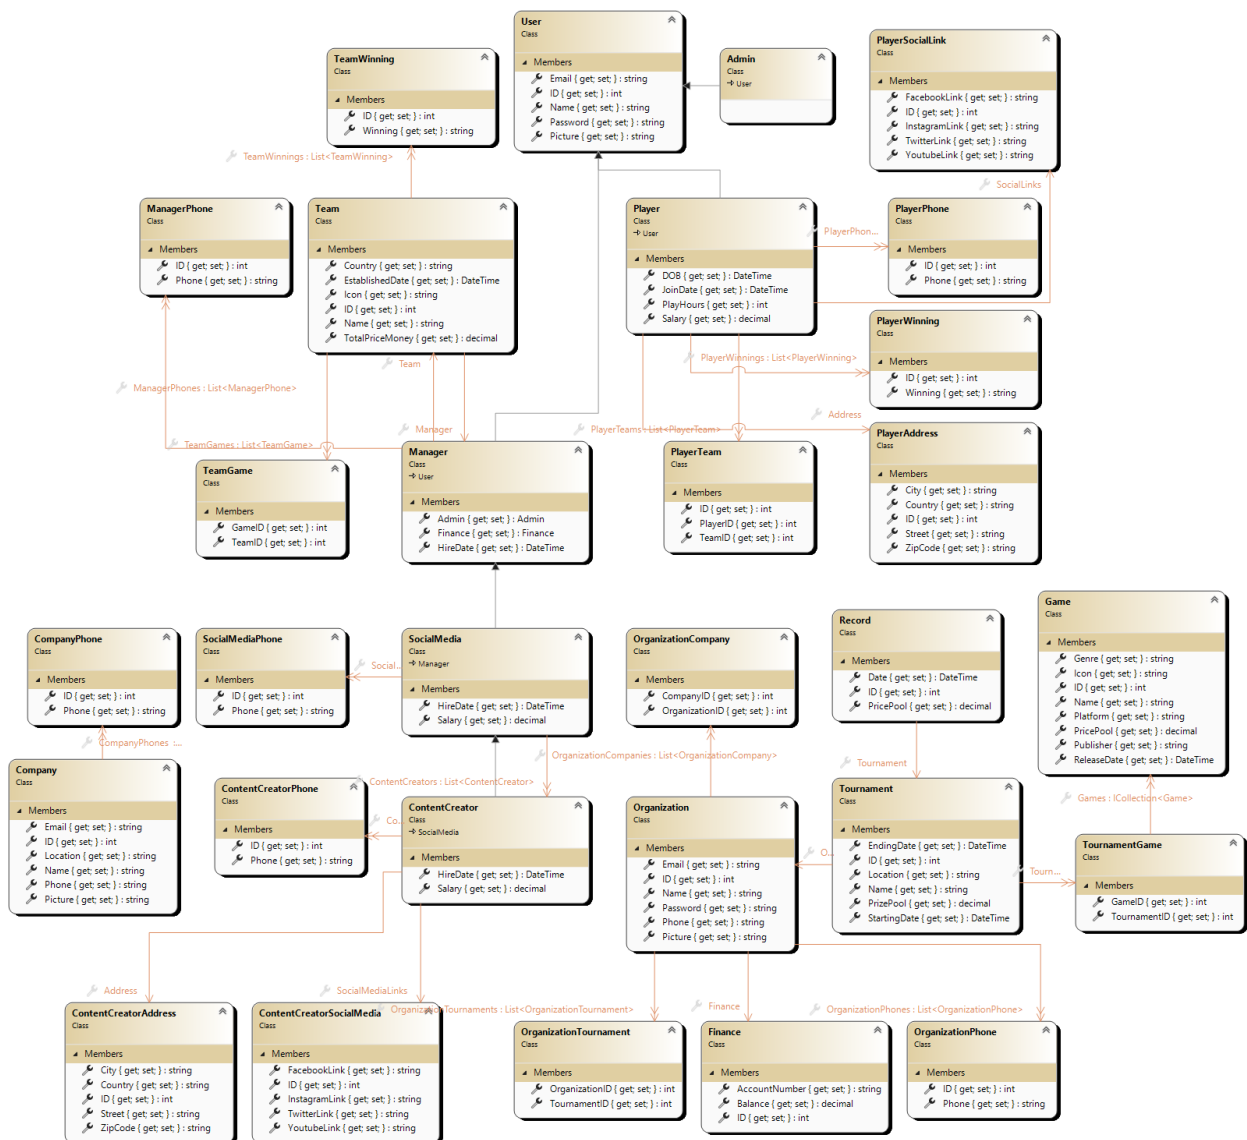 User
Class
Members
Email { get; set; } : string
ID { get; set; } : int
Name { get; set; } : string
Password { get; set; } : string
Picture { get; set; } : string
TeamWinning
Class
Members
ID { get; set; } : int
Winning { get; set; } : string
Admin
Class
User
PlayerSocialLink
Class
Members
FacebookLink { get; set; } : string
ID { get; set; } : int
InstagramLink { get; set; } : string
TwitterLink { get; set; } : string
YoutubeLink { get; set; } : string
TeamWinnings : List<TeamWinning>
SocialLinks
ManagerPhone
Class
Members
ID { get; set; } : int
Phone { get; set; } : string
Team
Class
Members
Country { get; set; } : string
EstablishedDate { get; set; } : DateTime
Icon { get; set; } : string
ID { get; set; } : int
Name { get; set; } : string
TotalPriceMoney { get; set; } : decimal
Player
Class
User
Members
DOB { get; set; } : DateTime
JoinDate { get; set; } : DateTime
PlayHours { get; set; } : int
Salary { get; set; } : decimal
PlayerPhon...
PlayerPhone
Class
Members
ID { get; set; } : int
Phone { get; set; } : string
PlayerWinning
Class
Members
ID { get; set; } : int
Winning { get; set; } : string
Team
PlayerWinnings : List<PlayerWinning>
ManagerPhones : List<ManagerPhone>
Address
Manager
PlayerTeams : List<PlayerTeam>
TeamGames : List<TeamGame>
PlayerAddress
Class
Members
City { get; set; } : string
Country { get; set; } : string
ID { get; set; } : int
Street { get; set; } : string
ZipCode { get; set; } : string
Manager
Class
User
Members
Admin { get; set; } : Admin
Finance { get; set; } : Finance
HireDate { get; set; } : DateTime
PlayerTeam
Class
Members
ID { get; set; } : int
PlayerID { get; set; } : int
TeamID { get; set; } : int
TeamGame
Class
Members
GameID { get; set; } : int
TeamID { get; set; } : int
Game
Class
Members
Genre { get; set; } : string
Icon { get; set; } : string
ID { get; set; } : int
Name { get; set; } : string
Platform { get; set; } : string
PricePool { get; set; } : decimal
Publisher { get; set; } : string
ReleaseDate { get; set; } : DateTime
CompanyPhone
Class
Members
ID { get; set; } : int
Phone { get; set; } : string
SocialMediaPhone
Class
Members
ID { get; set; } : int
Phone { get; set; } : string
Social...
SocialMedia
Class
Manager
Members
HireDate { get; set; } : DateTime
Salary { get; set; } : decimal
OrganizationCompany
Class
Members
CompanyID { get; set; } : int
OrganizationID { get; set; } : int
Record
Class
Members
Date { get; set; } : DateTime
ID { get; set; } : int
PricePool { get; set; } : decimal
CompanyPhones : ...
OrganizationCompanies : List<OrganizationCompany>
Tournament
ContentCreators : List<ContentCreator>
Games : ICollection<Game>
Company
Class
Members
Email { get; set; } : string
ID { get; set; } : int
Location { get; set; } : string
Name { get; set; } : string
Phone { get; set; } : string
Picture { get; set; } : string
ContentCreatorPhone
Class
Members
ID { get; set; } : int
Phone { get; set; } : string
Co...
ContentCreator
Class
SocialMedia
Members
HireDate { get; set; } : DateTime
Salary { get; set; } : decimal
Organization
Class
Members
Email { get; set; } : string
ID { get; set; } : int
Name { get; set; } : string
Password { get; set; } : string
Phone { get; set; } : string
Picture { get; set; } : string
O...
Tournament
Class
Members
EndingDate { get; set; } : DateTime
ID { get; set; } : int
Location { get; set; } : string
Name { get; set; } : string
PrizePool { get; set; } : decimal
StartingDate { get; set; } : DateTime
Tourn...
TournamentGame
Class
Members
GameID { get; set; } : int
TournamentID { get; set; } : int
Address
SocialMediaLinks
OrganizationTournaments : List<OrganizationTournament>
Finance
OrganizationPhones : List<OrganizationPhone>
ContentCreatorAddress
Class
Members
City { get; set; } : string
Country { get; set; } : string
ID { get; set; } : int
Street { get; set; } : string
ZipCode { get; set; } : string
ContentCreatorSocialMedia
Class
Members
FacebookLink { get; set; } : string
ID { get; set; } : int
InstagramLink { get; set; } : string
TwitterLink { get; set; } : string
YoutubeLink { get; set; } : string
OrganizationTournament
Class
Members
OrganizationID { get; set; } : int
TournamentID { get; set; } : int
Finance
Class
Members
AccountNumber { get; set; } : string
Balance { get; set; } : decimal
ID { get; set; } : int
OrganizationPhone
Class
Members
ID { get; set; } : int
Phone { get; set; } : string